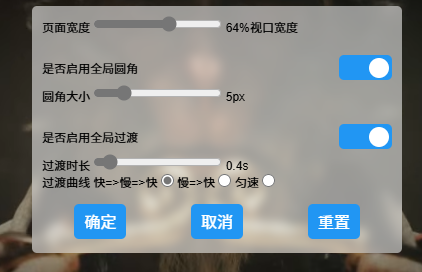 页面宽度 64%视口宽度
是否启用全局圆角
圆角大小 5px
是否启用全局过渡
过渡时长 0.4s
过渡曲线 快=>慢=>快 慢=>快 匀速
确定 取消 重置